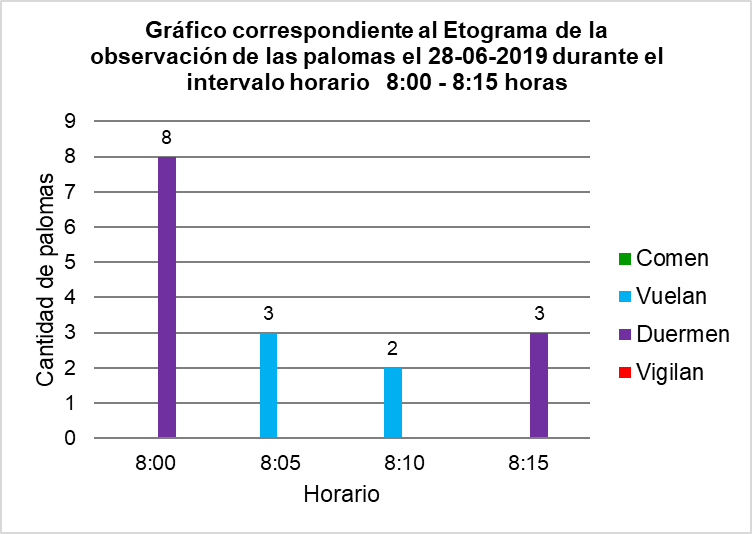 Gráfico correspondiente al Etograma de la
observación de las palomas el 28-06-2019 durante el
intervalo horario 8:00 - 8:15 horas
Cantidad de palomas
9
8
7
6
5
4
3
2
1
0
8
3
2
3
8:00 8:05 8:10 8:15
Horario
Comen
Vuelan
Duermen
Vigilan